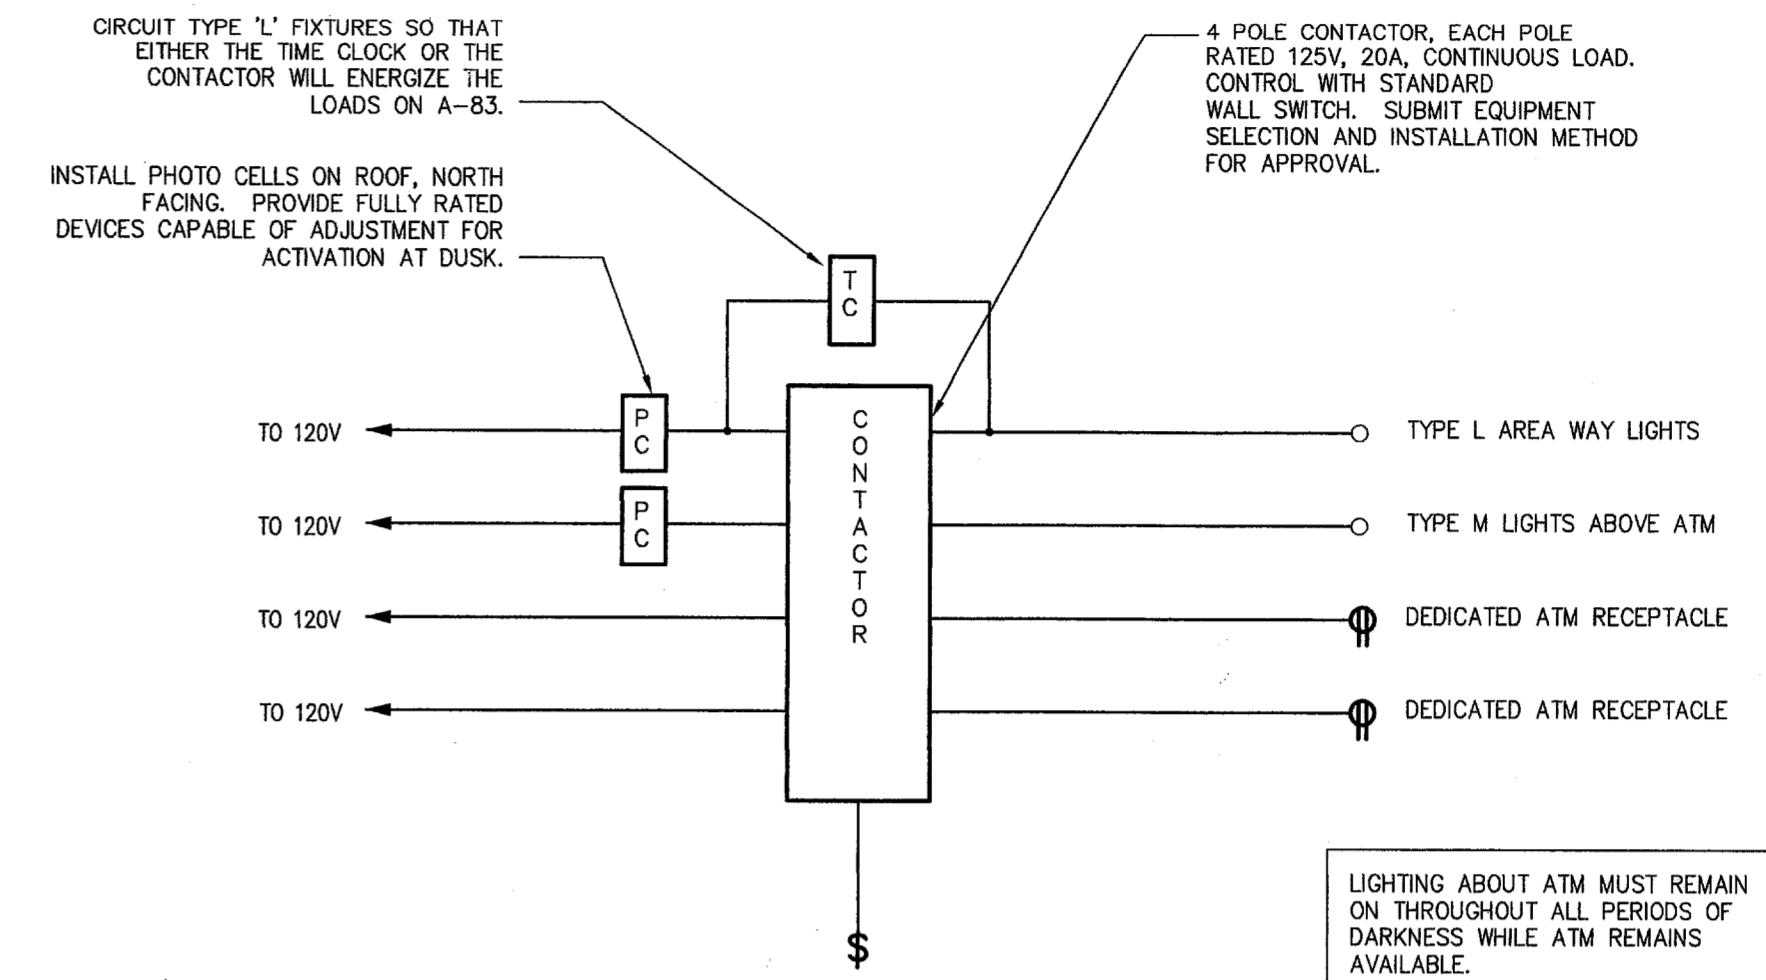 CIRCUIT TYPE 'L' FIXTURES SO THAT
EITHER THE TIME CLOCK OR THE
CONTACTOR WILL ENERGIZE THE
LOADS ON A-83.
INSTALL PHOTO CELLS ON ROOF, NORTH
FACING. PROVIDE FULLY RATED
DEVICES CAPABLE OF ADJUSTMENT FOR
ACTIVATION AT DUSK.
4 POLE CONTACTOR, EACH POLE
RATED 125V, 20A, CONTINUOUS LOAD.
CONTROL WITH STANDARD
WALL SWITCH. SUBMIT EQUIPMENT
SELECTION AND INSTALLATION METHOD
FOR APPROVAL.
T
C
TO 120V
P
C
TO 120V
P
C
TO 120V
TO 120V
C
O
N
T
A
C
T
O
R
TYPE L AREA WAY LIGHTS
TYPE M LIGHTS ABOVE ATM
DEDICATED ATM RECEPTACLE
DEDICATED ATM RECEPTACLE
$
LIGHTING ABOUT ATM MUST REMAIN
ON THROUGHOUT ALL PERIODS OF
DARKNESS WHILE ATM REMAINS
AVAILABLE.